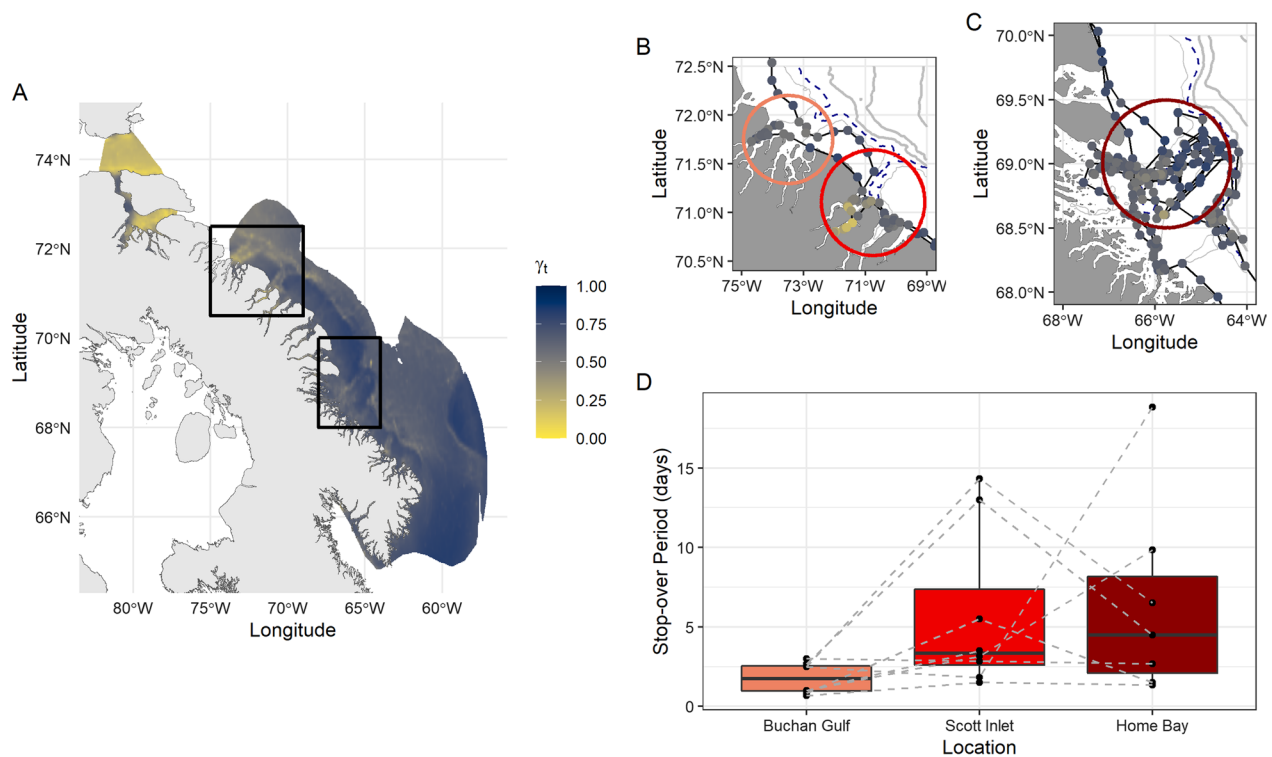 A
74°N
72°N
70°N
68°N
66°N
Latitude
80°W
75°W
70°W
65°W
60°W
Longitude
γt
1.00
0.75
0.50
0.25
0.00
B
72.5°N
72.0°N
71.5°N
71.0°N
70.5°N
Latitude
75°W
73°W
71°W
69°W
Longitude
C
70.0°N
69.5°N
69.0°N
68.5°N
68.0°N
Latitude
68°W
66°W
64°W
Longitude
D
Stop-over Period (days)
15
10
5
0
Buchan Gulf
Scott Inlet
Home Bay
Location